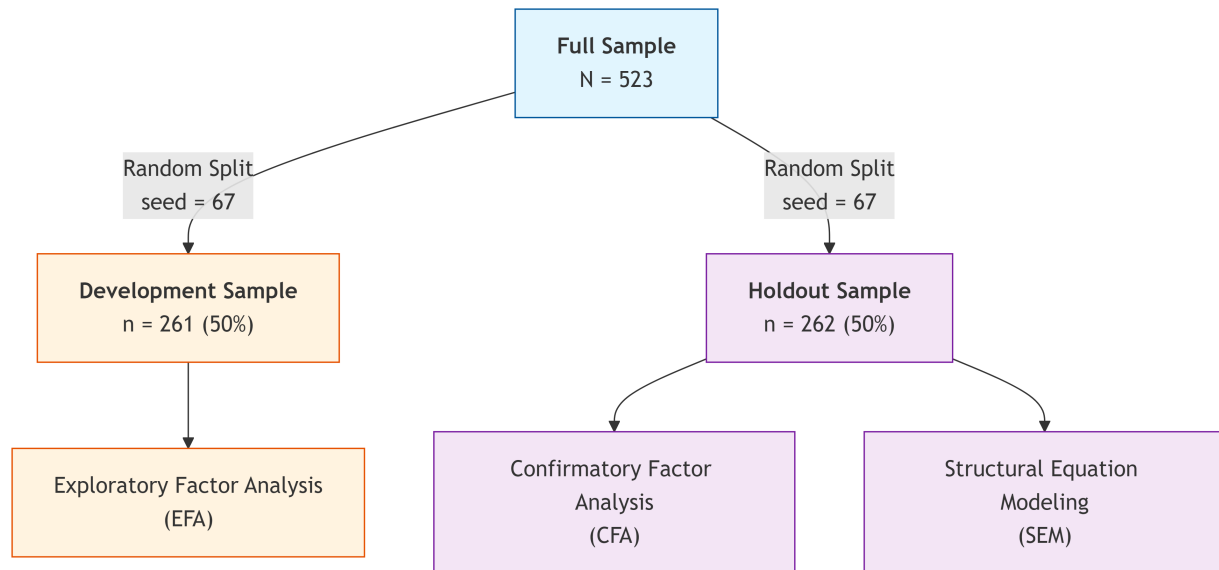 Full Sample
N = 523
Random Split
seed = 67
Random Split
seed = 67
Development Sample
n = 261 (50%)
Holdout Sample
n = 262 (50%)
Exploratory Factor Analysis
(EFA)
Confirmatory Factor
Analysis
(CFA)
Structural Equation
Modeling
(SEM)